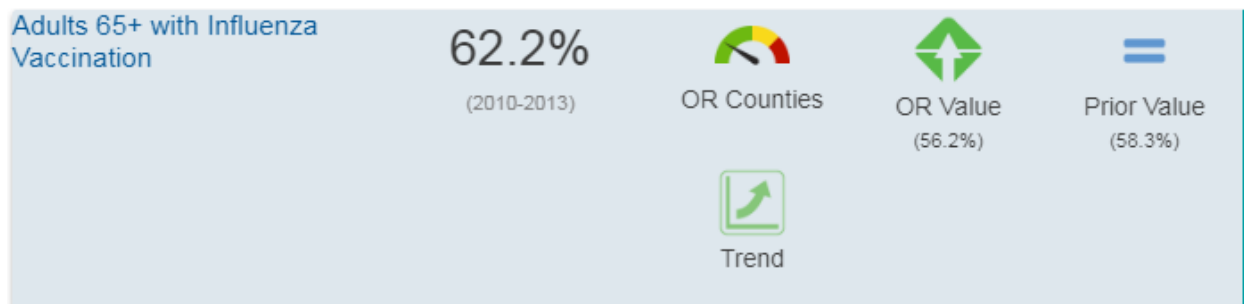 Adults 65+ with Influenza
Vaccination
62.2%
(2010-2013)
OR Counties
OR Value
(56.2%)
Prior Value
(58.3%)
Trend